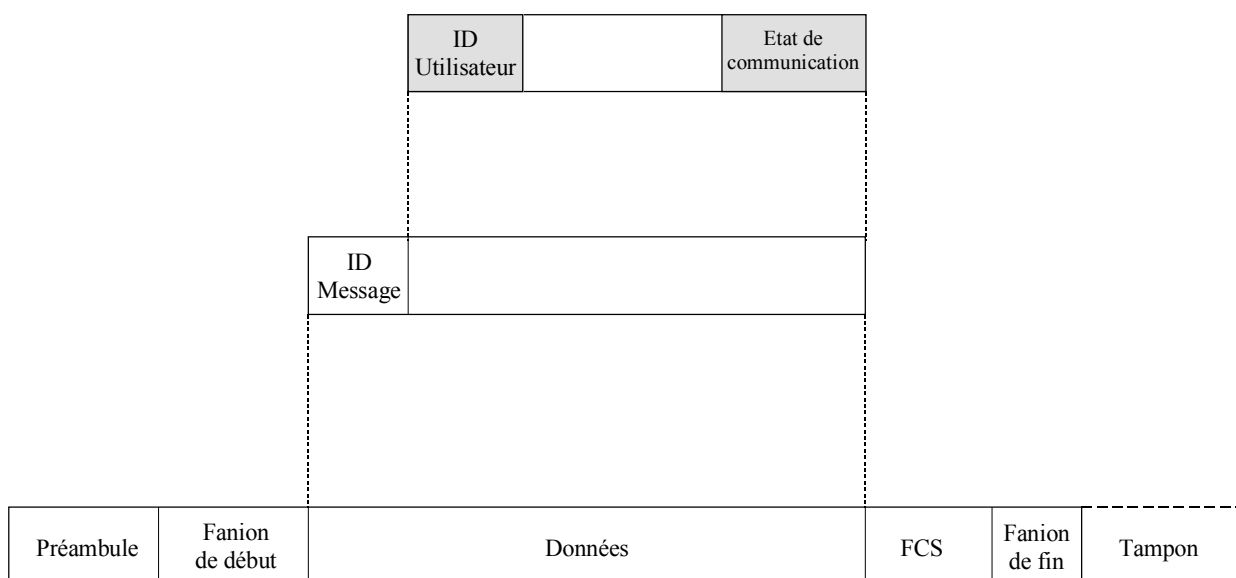 ID
Utilisateur
Etat de
communication
ID
Message
Préambule
Fanion
de début
Données
FCS
Fanion
de fin
Tampon